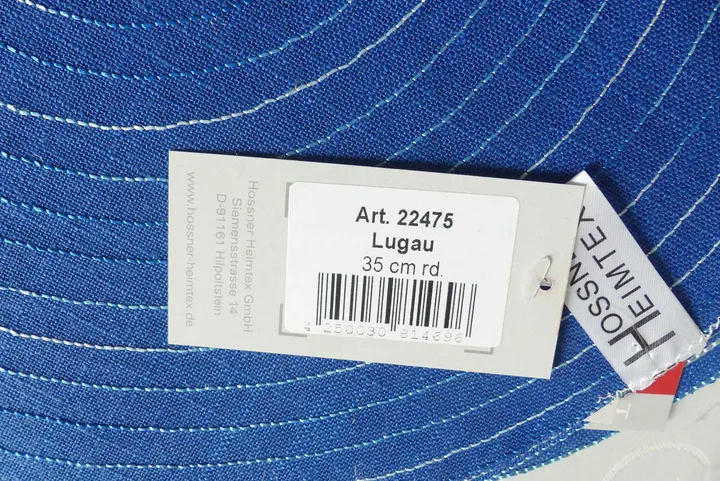 Art. 22475
Lugau
35 cm rd.
4 250030 814696
Hossner Heimtex GmbH
Siemensstrasse 14
D-91161 Hilpoltstein
www.hossner-heimtex.de
HOSSNER
HEIMTEX